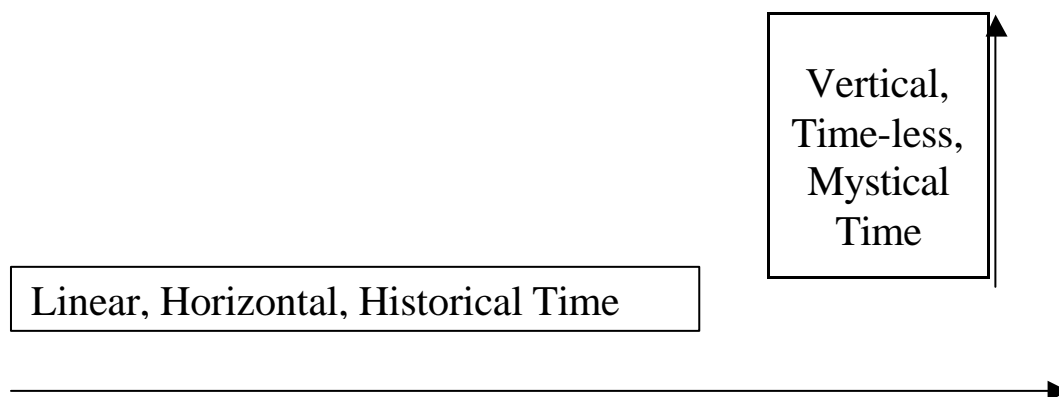 Vertical,
Time-less,
Mystical
Time
Linear, Horizontal, Historical Time